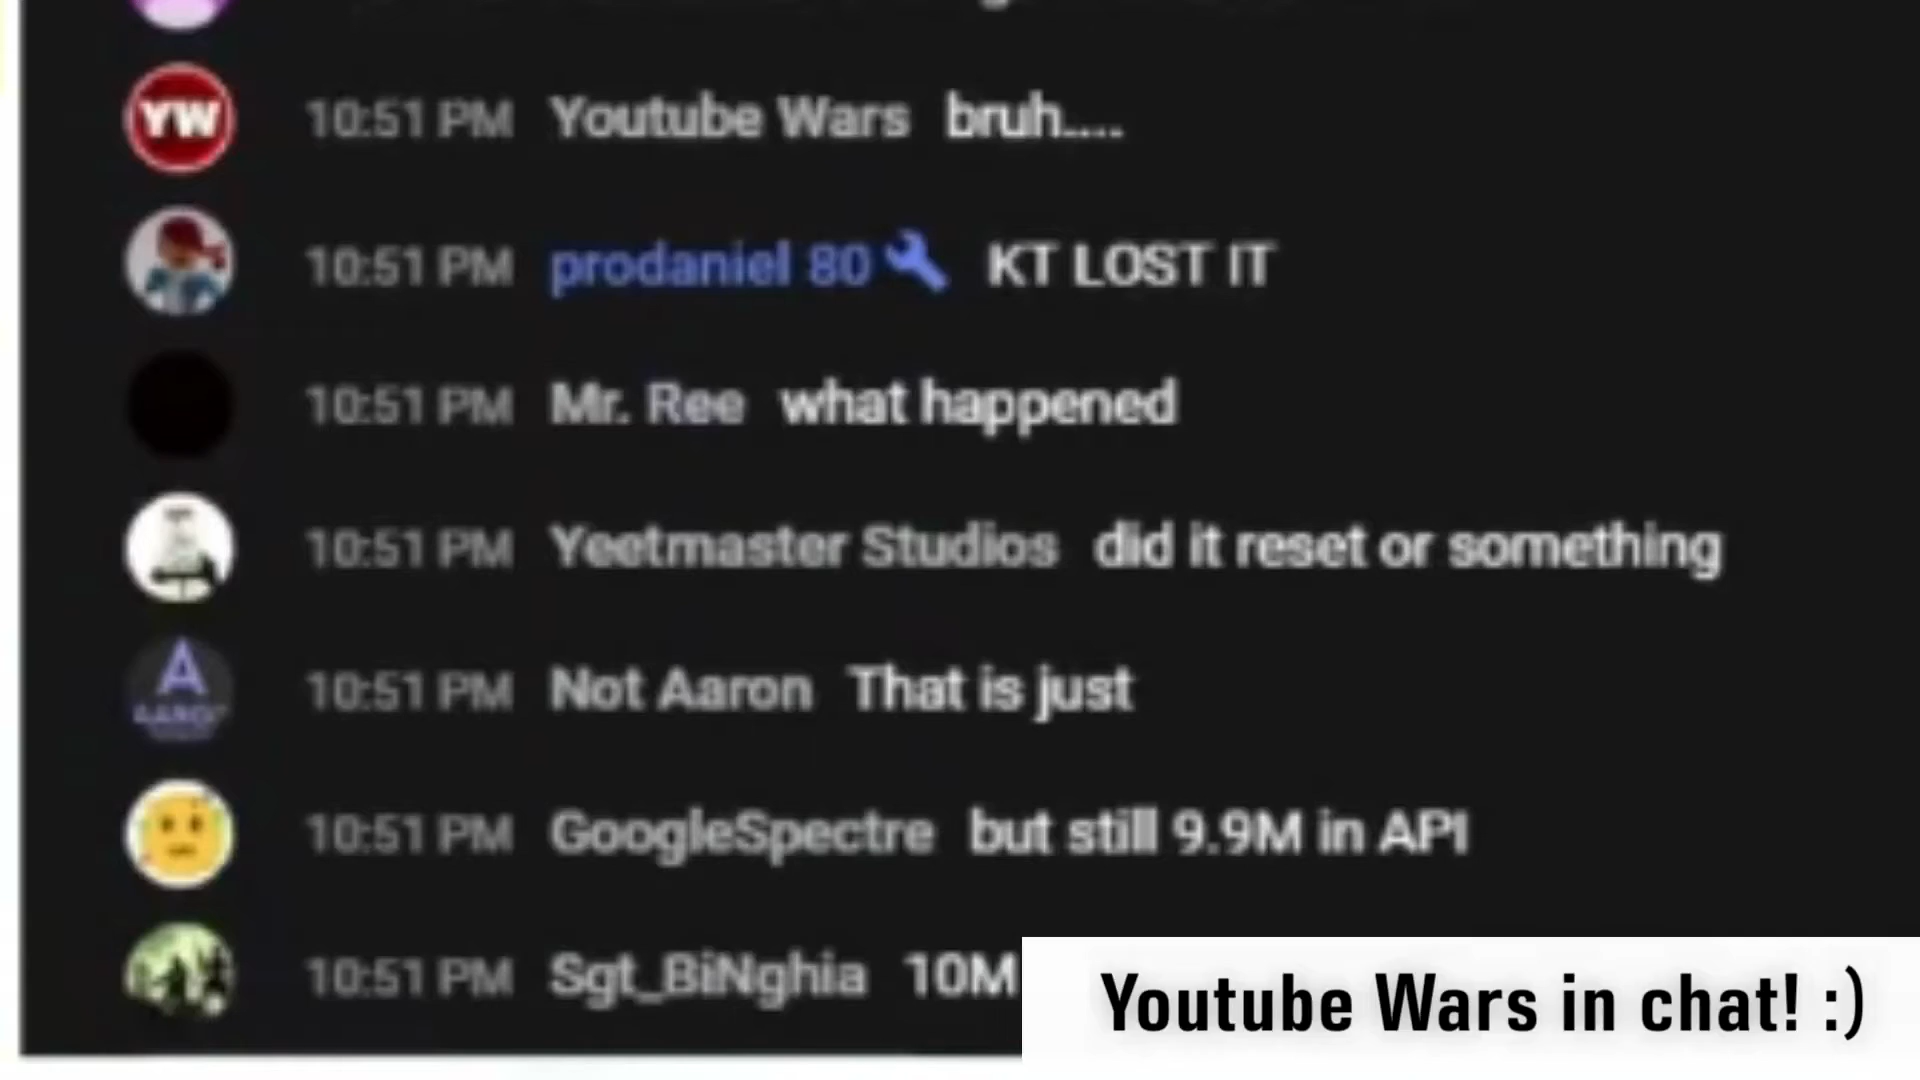 YW 10:51 PM Youtube Wars bruh....
10:51 PM prodaniel 80 KT LOST IT
10:51 PM Mr. Ree what happened
10:51 PM Yeetmaster Studios did it reset or something
A 10:51 PM Not Aaron That is just
10:51 PM GoogleSpectre but still 9.9M in API
10:51 PM Sgt_BiNghia 10M
Youtube Wars in chat! :)